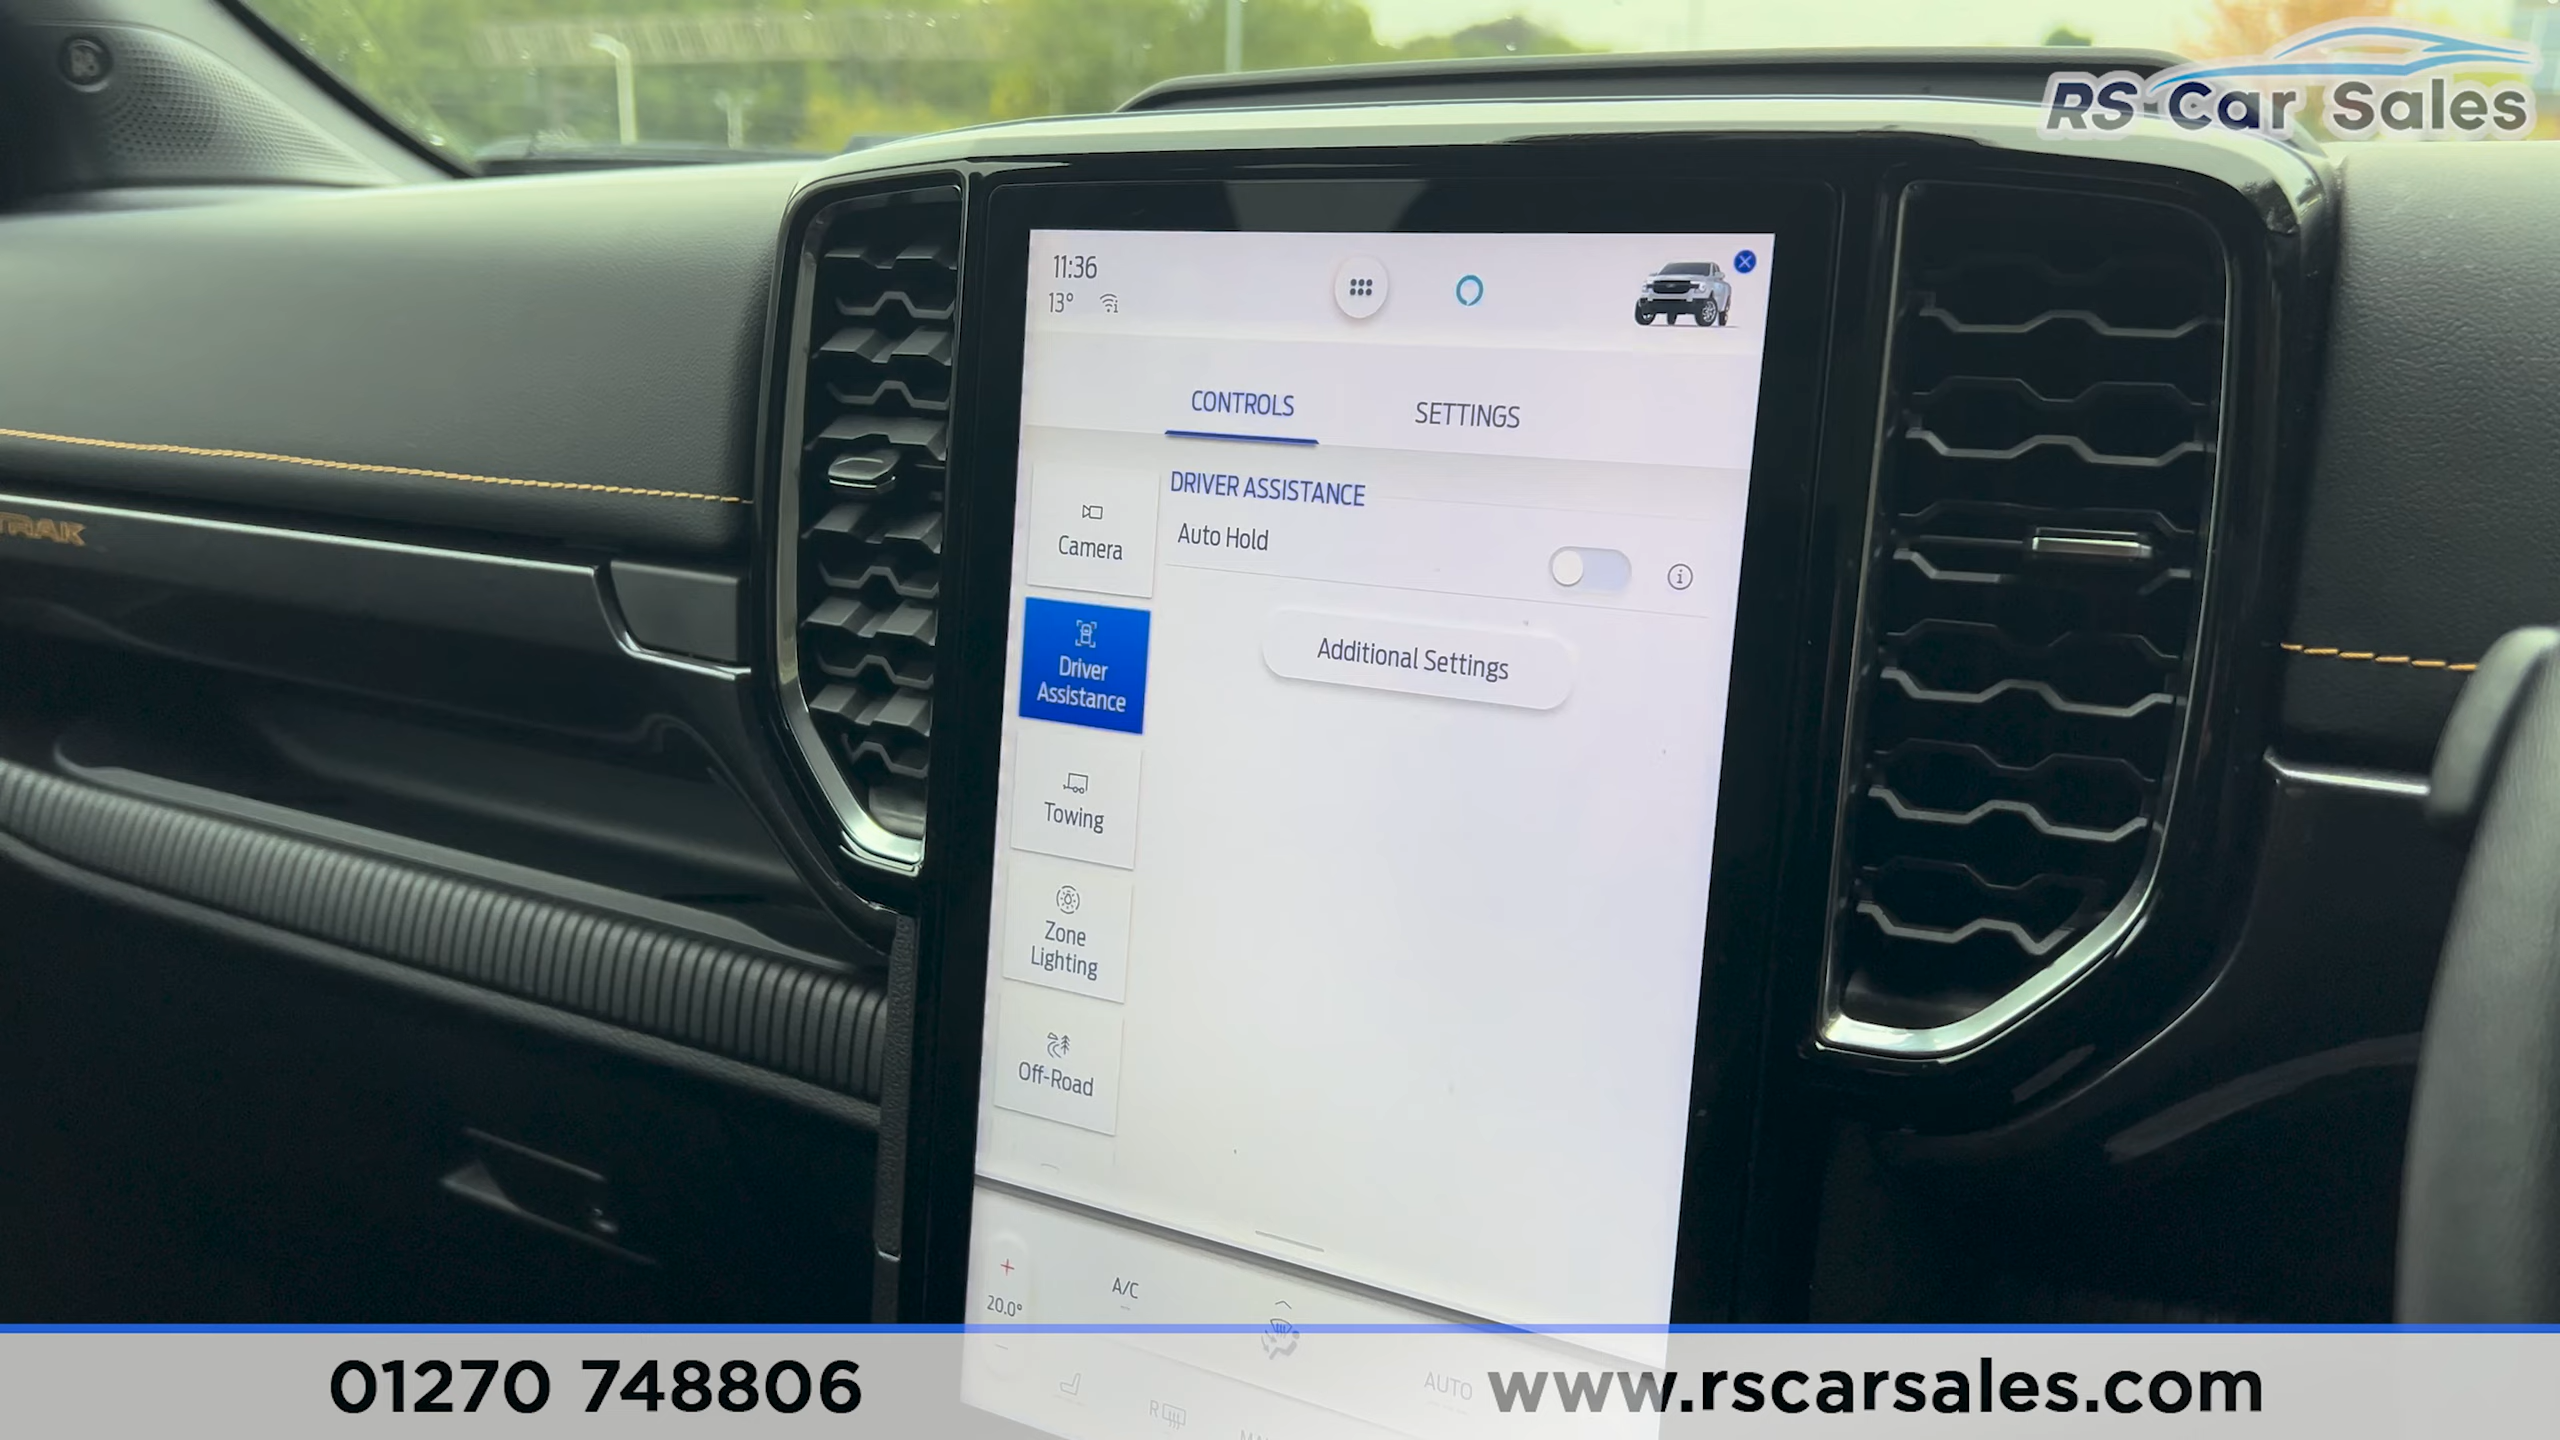 RS Car Sales
11:36
13°
CONTROLS
SETTINGS
DRIVER ASSISTANCE
Auto Hold
Additional Settings
Camera
Driver
Assistance
Towing
Zone
Lighting
Off-Road
TRAK
20.0°
A/C
AUTO
R
01270 748806
www.rscarsales.com